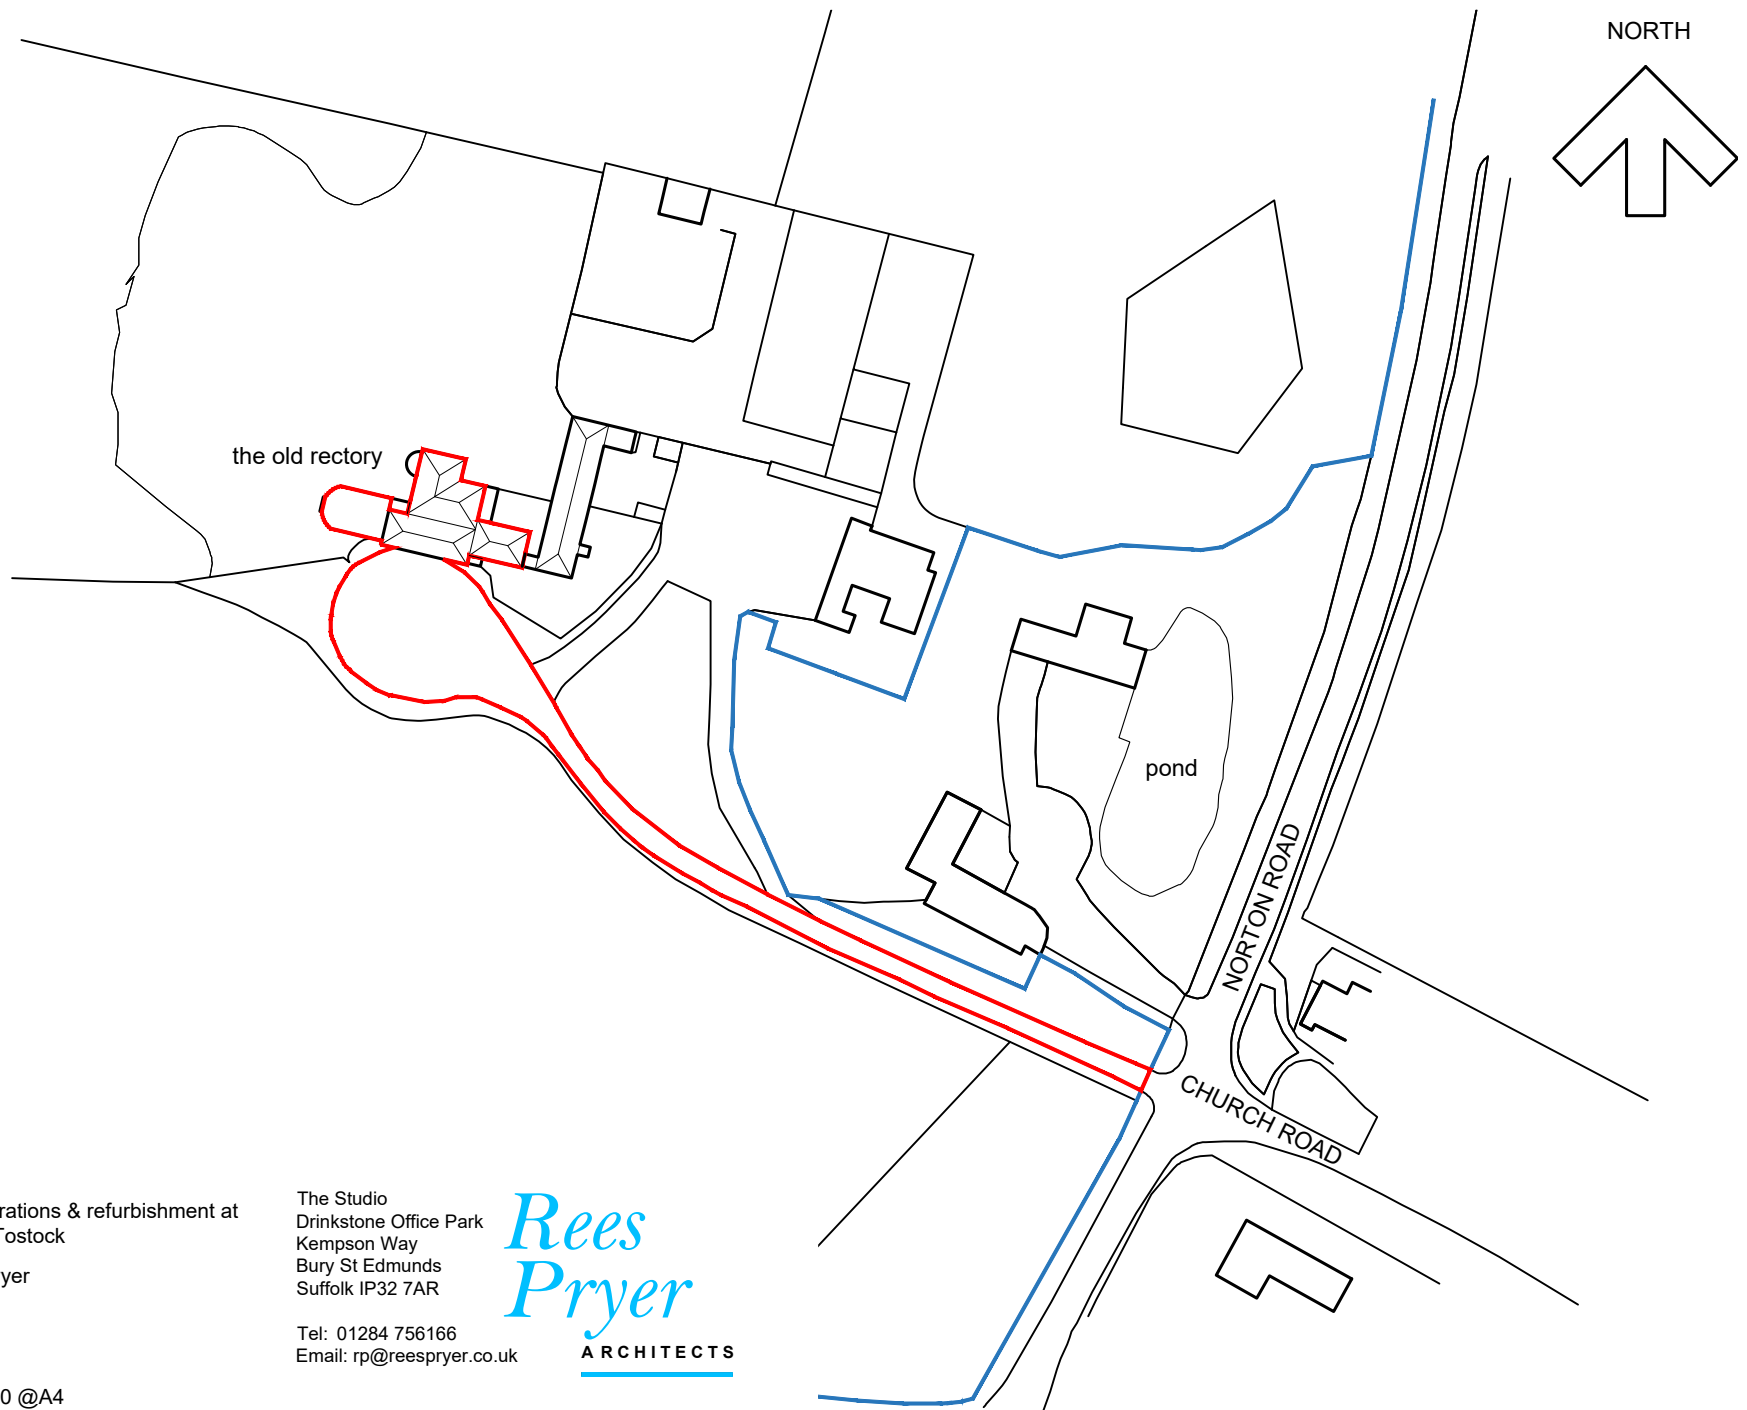 NORTH
the old rectory
pond
NORTON ROAD
CHURCH ROAD
rations & refurbishment at
Tostock
yer
0 @A4
The Studio
Drinkstone Office Park
Kempson Way
Bury St Edmunds
Suffolk IP32 7AR
Tel: 01284 756166
Email: rp@reespryer.co.uk
Rees
Pryer
ARCHITECTS